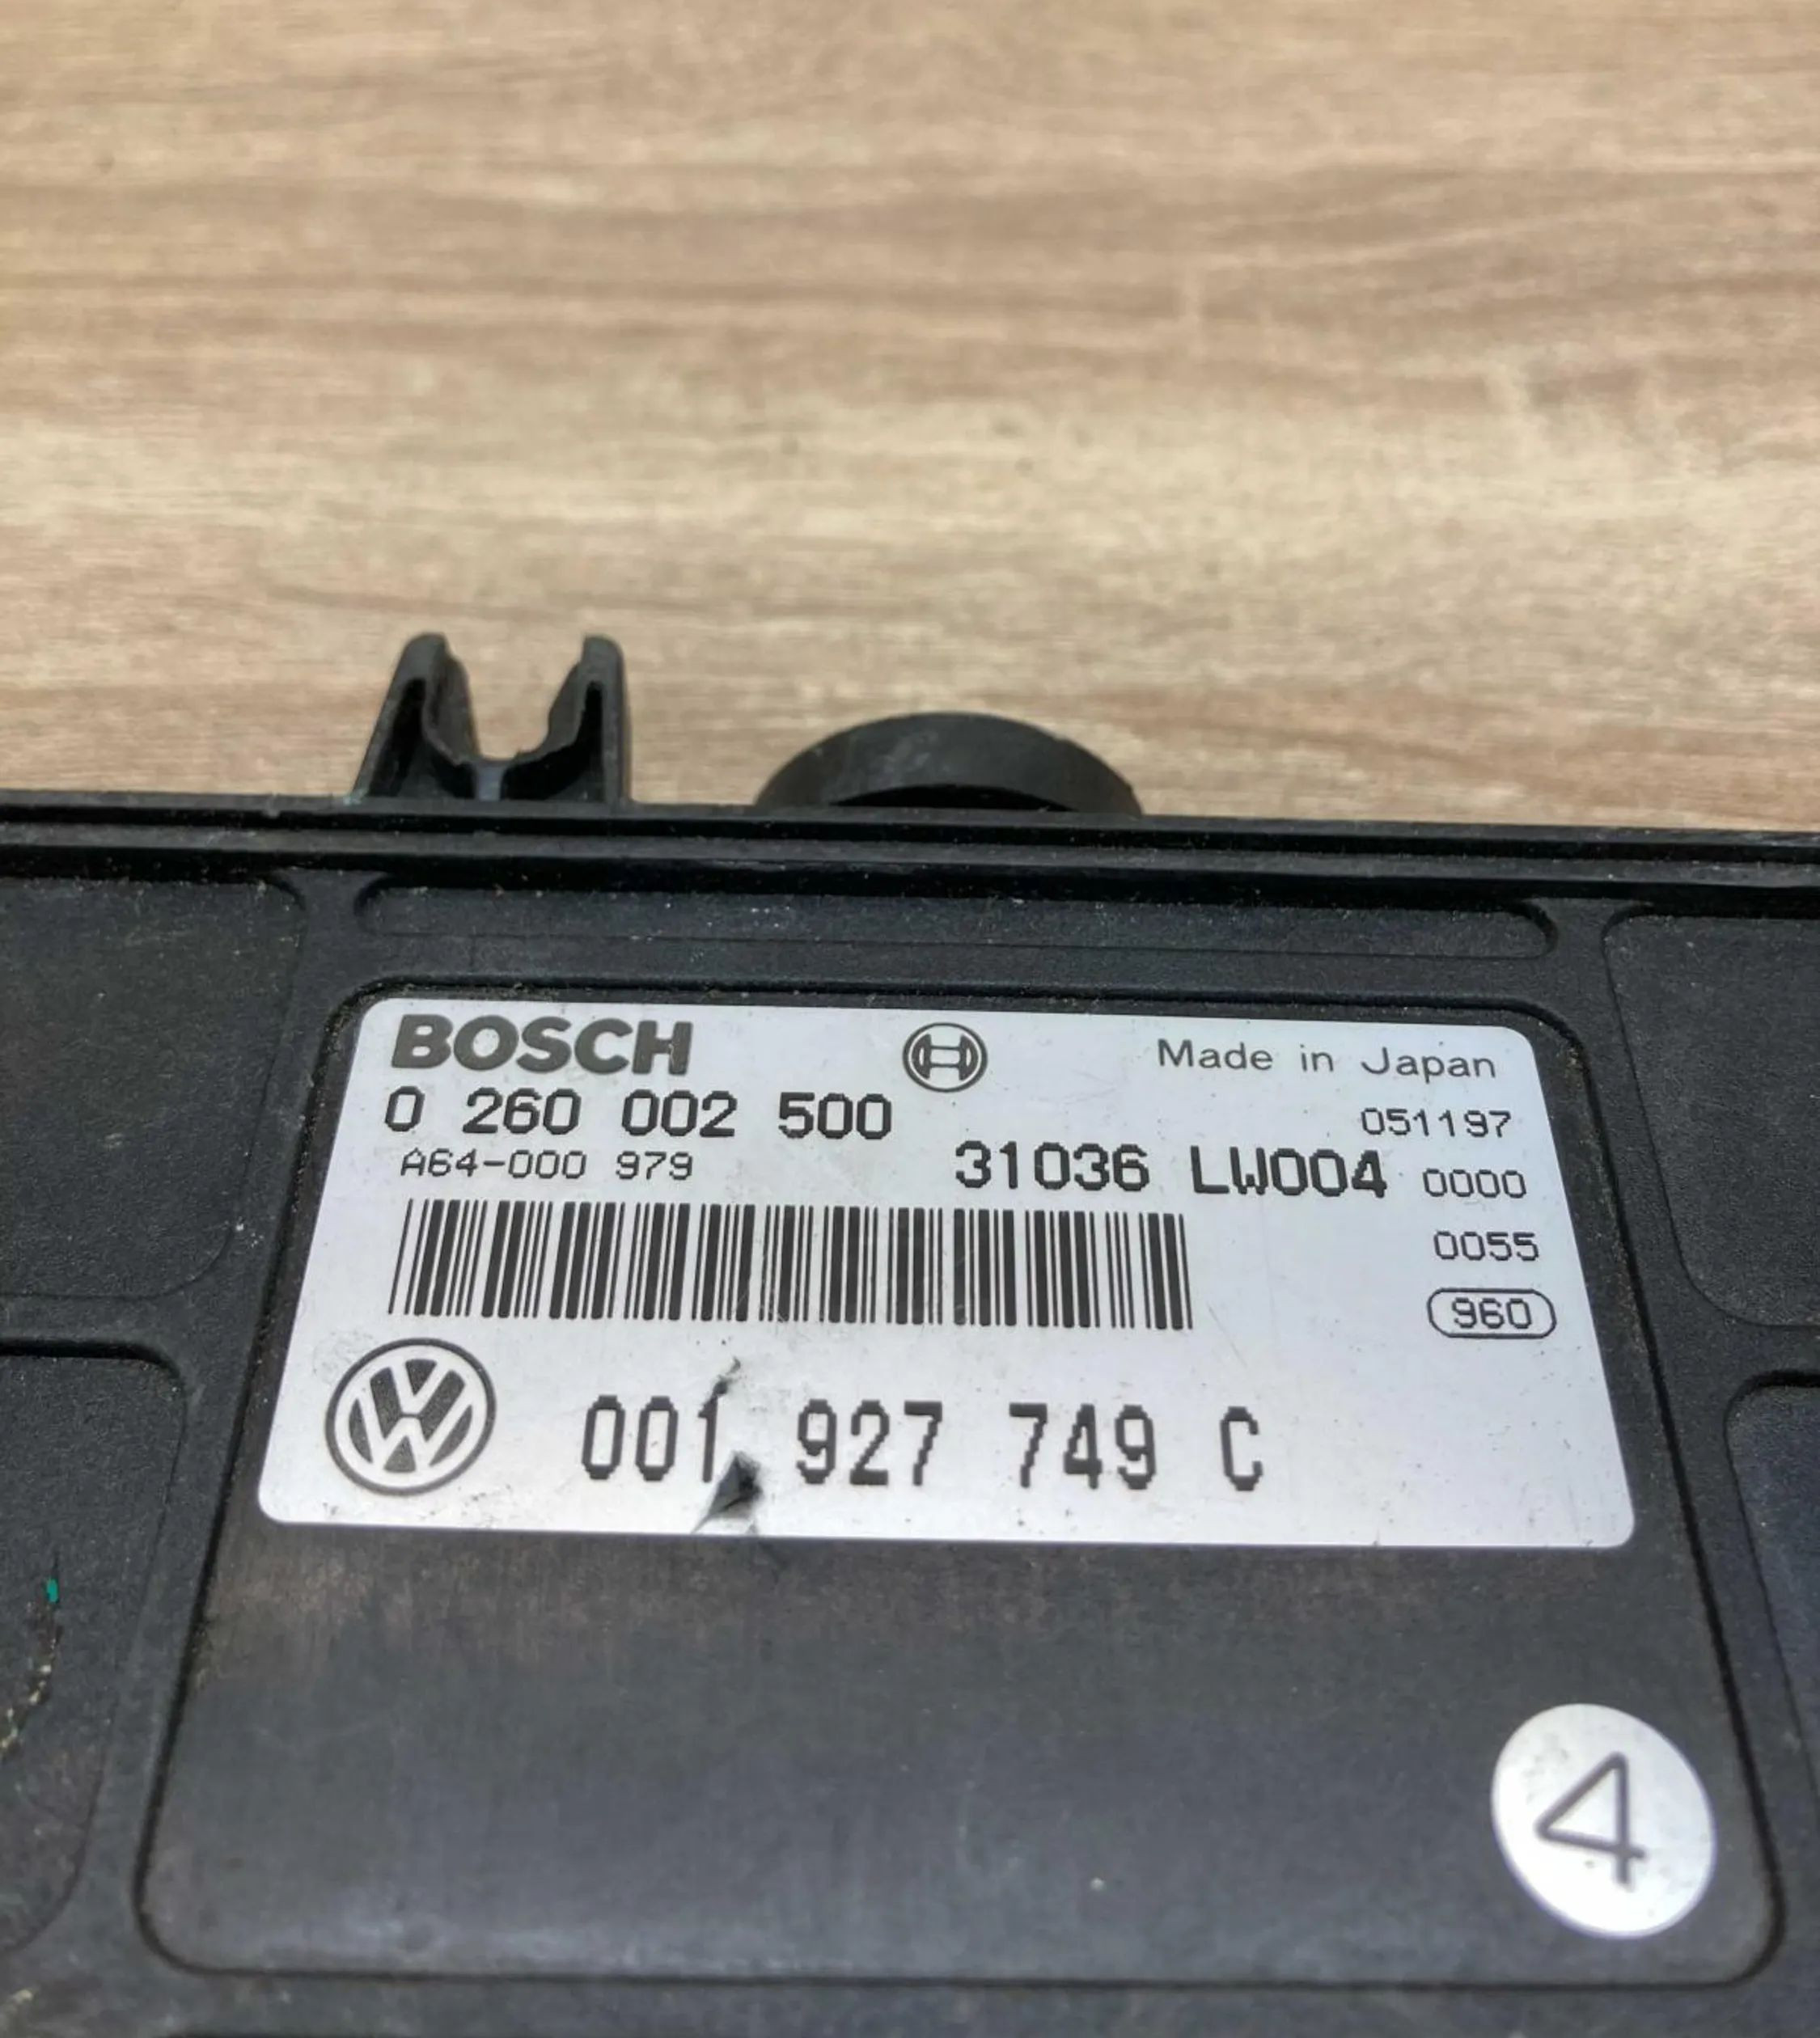 BOSCH
Made in Japan
0 260 002 500
051197
A64-000 979
31036 LW004 0000
0055
960
VW
001 927 749 C
4